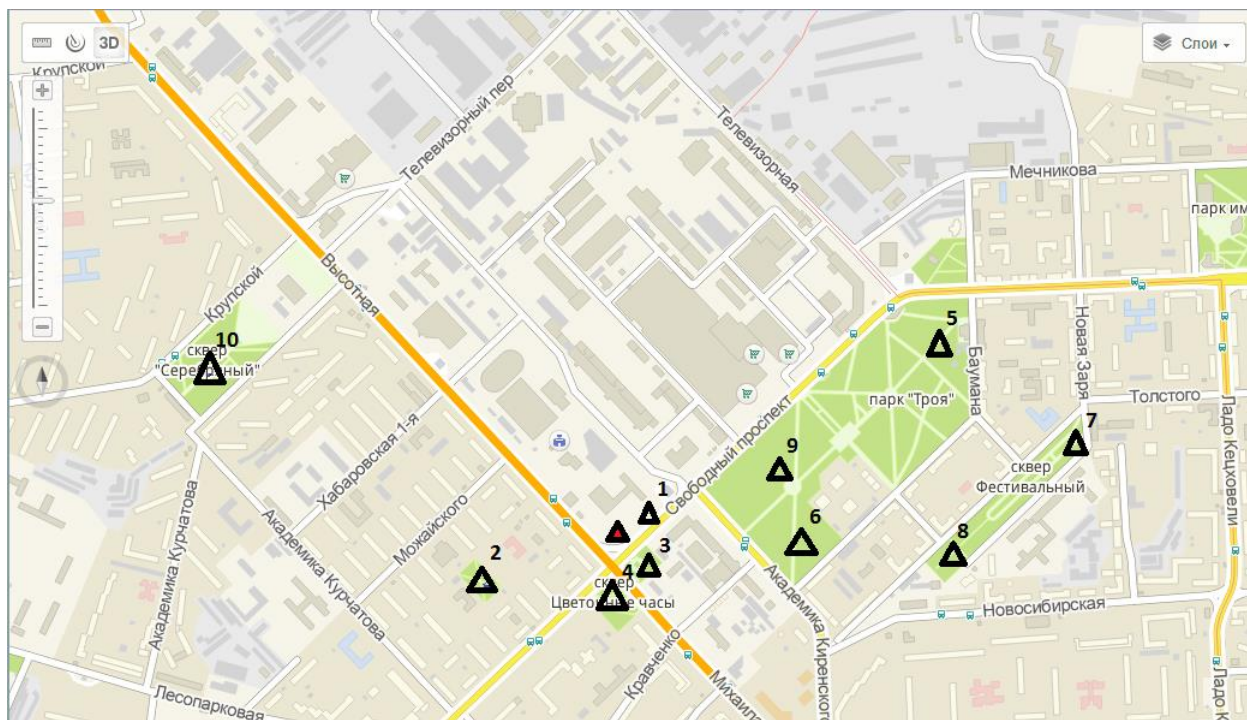 3D
Слои
Крупской
Телевизорный пер
Телевизорная
Мечникова
парк им
Крупской
Высотная
10
сквер
"Серебряный"
5
Новая Заря
Баумана
парк "Троя"
Толстого
Ладо Кецховели
Свободный проспект
Хабаровская 1-я
7
9
сквер
Фестивальный
Можайского
1
6
8
3
2
4
сквер
Цветочные часы
Академика Курчатова
Академика Курчатова
Академика Киренского
Новосибирская
Кравченко
Лесопарковая
Михаил
Ладо К